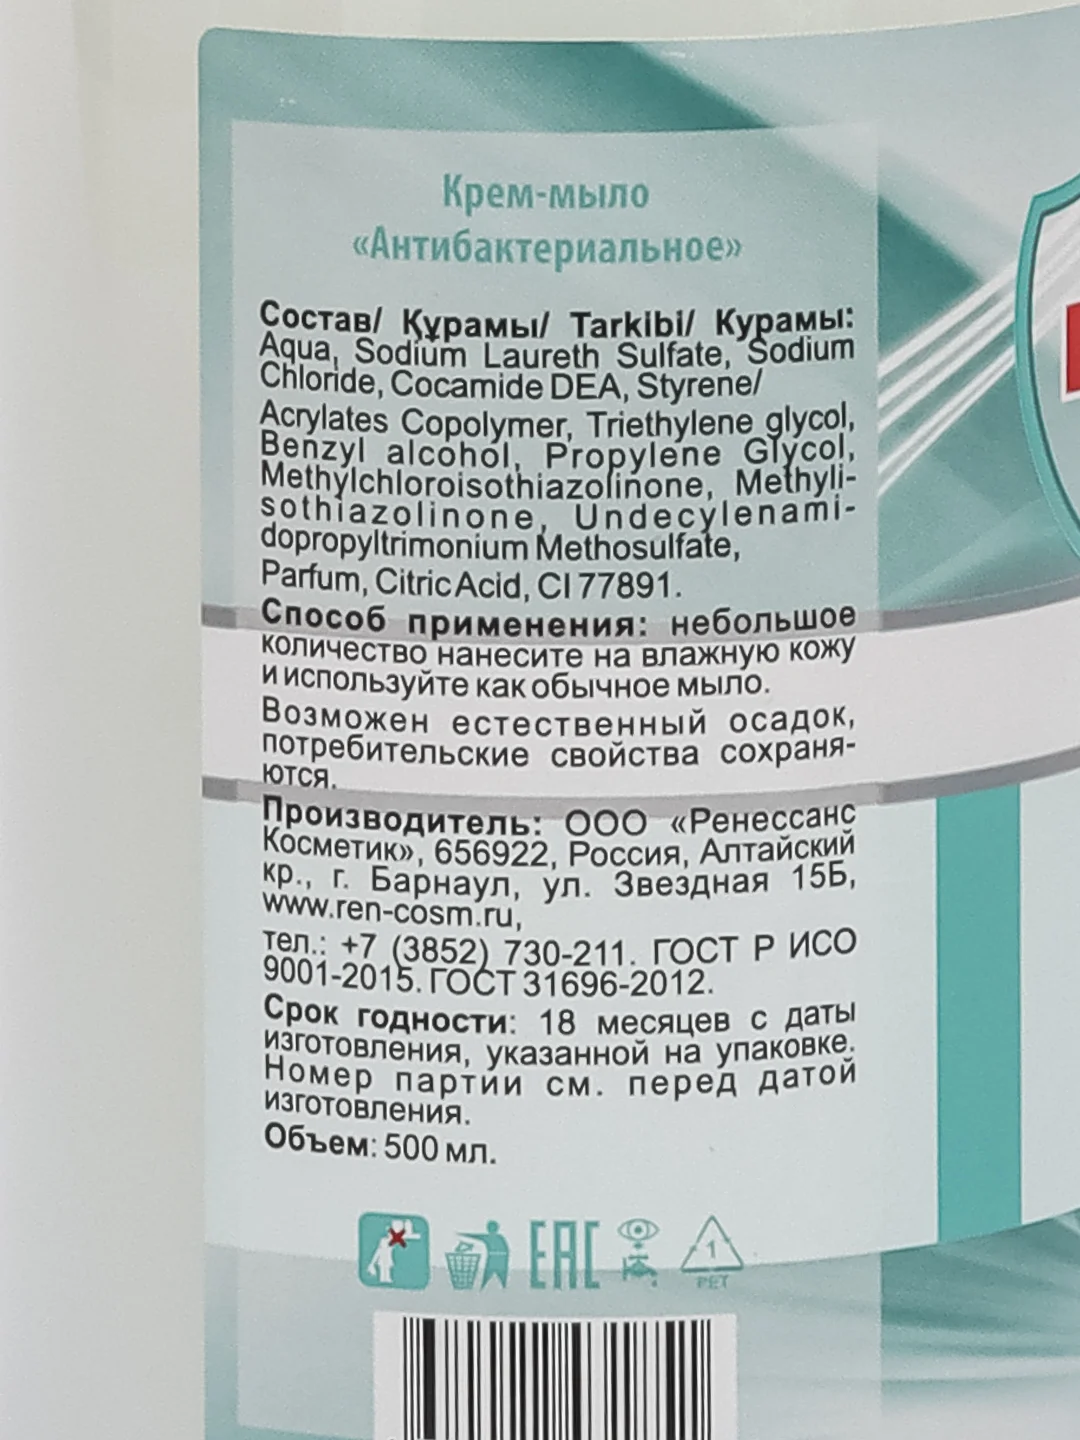 Крем-мыло
«Антибактериальное»
Состав/ Құрамы/ Tarkibi/ Курамы:
Aqua, Sodium Laureth Sulfate, Sodium
Chloride, Cocamide DEA, Styrene/
Acrylates Copolymer, Triethylene glycol,
Benzyl alcohol, Propylene Glycol,
Methylchloroisothiazolinone, Methyli-
sothiazolinone, Undecylenami-
dopropyltrimonium Methosulfate,
Parfum, Citric Acid, CI 77891.
Способ применения: небольшое
количество нанесите на влажную кожу
и используйте как обычное мыло.
Возможен естественный осадок,
потребительские свойства сохраня-
ются.
Производитель: ООО «Ренессанс
Косметик», 656922, Россия, Алтайский
кр., г. Барнаул, ул. Звездная 15Б,
www.ren-cosm.ru,
тел.: +7 (3852) 730-211. ГОСТ Р ИСО
9001-2015. ГОСТ 31696-2012.
Срок годности: 18 месяцев с даты
изготовления, указанной на упаковке.
Номер партии см. перед датой
изготовления.
Объем: 500 мл.
EAC
1
PET